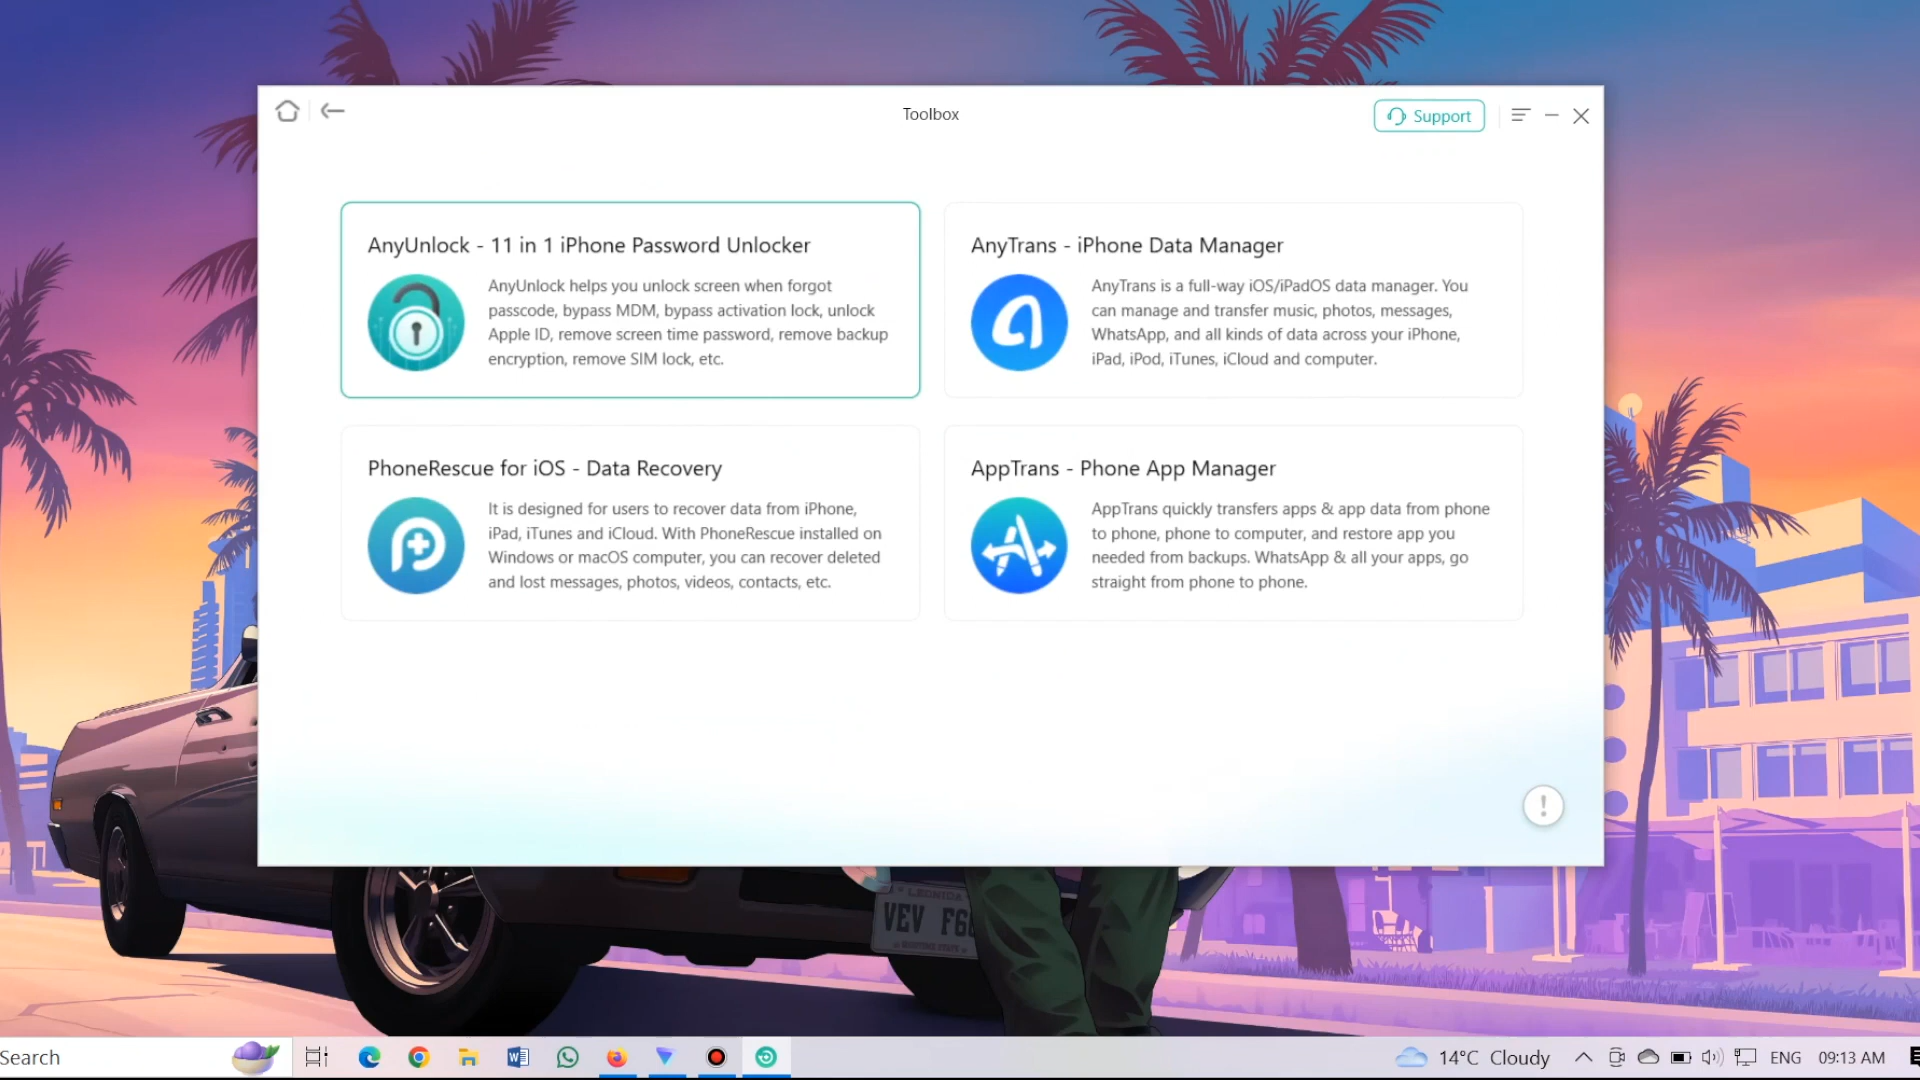 Toolbox
Support
AnyUnlock - 11 in 1 iPhone Password Unlocker
AnyUnlock helps you unlock screen when forgot
passcode, bypass MDM, bypass activation lock, unlock
Apple ID, remove screen time password, remove backup
encryption, remove SIM lock, etc.
AnyTrans - iPhone Data Manager
AnyTrans is a full-way iOS/iPadOS data manager. You
can manage and transfer music, photos, messages,
WhatsApp, and all kinds of data across your iPhone,
iPad, iPod, iTunes, iCloud and computer.
PhoneRescue for iOS - Data Recovery
It is designed for users to recover data from iPhone,
iPad, iTunes and iCloud. With PhoneRescue installed on
Windows or macOS computer, you can recover deleted
and lost messages, photos, videos, contacts, etc.
AppTrans - Phone App Manager
AppTrans quickly transfers apps & app data from phone
to phone, phone to computer, and restore app you
needed from backups. WhatsApp & all your apps, go
straight from phone to phone.
LEONIDA
VEV F6
Search
14°C Cloudy
ENG
09:13 AM